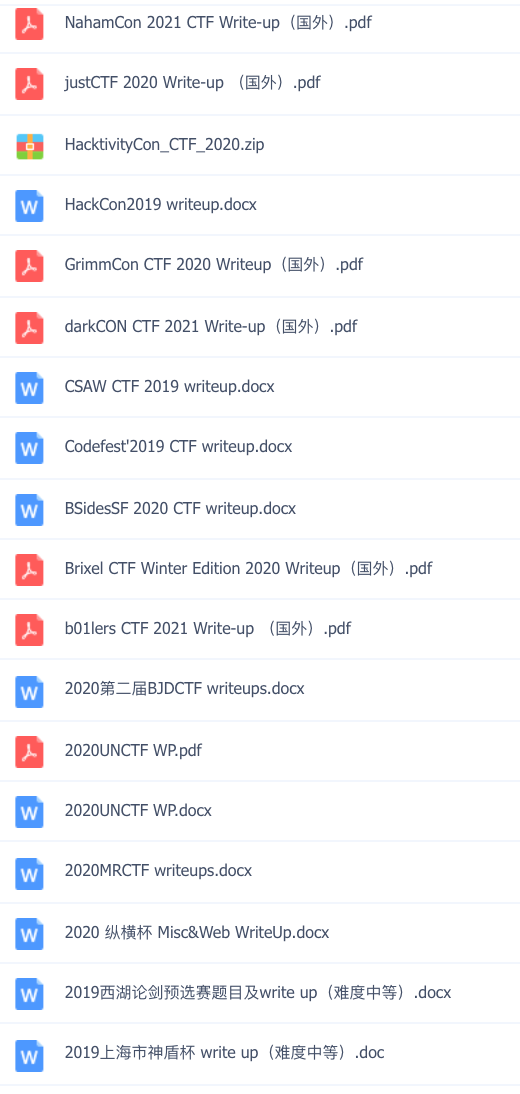 NahamCon 2021 CTF Write-up（国外）.pdf
justCTF 2020 Write-up （国外）.pdf
HacktivityCon_CTF_2020.zip
HackCon2019 writeup.docx
GrimmCon CTF 2020 Writeup（国外）.pdf
darkCON CTF 2021 Write-up（国外）.pdf
CSAW CTF 2019 writeup.docx
Codefest'2019 CTF writeup.docx
BSidesSF 2020 CTF writeup.docx
Brixel CTF Winter Edition 2020 Writeup（国外）.pdf
b01lers CTF 2021 Write-up （国外）.pdf
2020第二届BJDCTF writeups.docx
2020UNCTF WP.pdf
2020UNCTF WP.docx
2020MRCTF writeups.docx
2020 纵横杯 Misc&Web WriteUp.docx
2019西湖论剑预选赛题目及write up（难度中等）.docx
2019上海市神盾杯 write up（难度中等）.doc